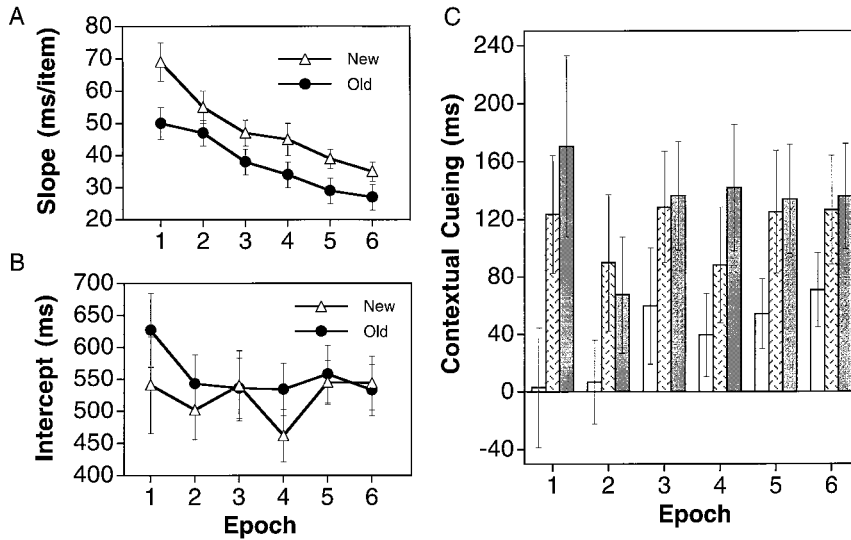 A
Slope (ms/item)
80
70
60
50
40
30
20
New
Old
1 2 3 4 5 6
B
Intercept (ms)
700
650
600
550
500
450
400
New
Old
1 2 3 4 5 6
Epoch
C
Contextual Cueing (ms)
240
200
160
120
80
40
0
-40
1 2 3 4 5 6
Epoch